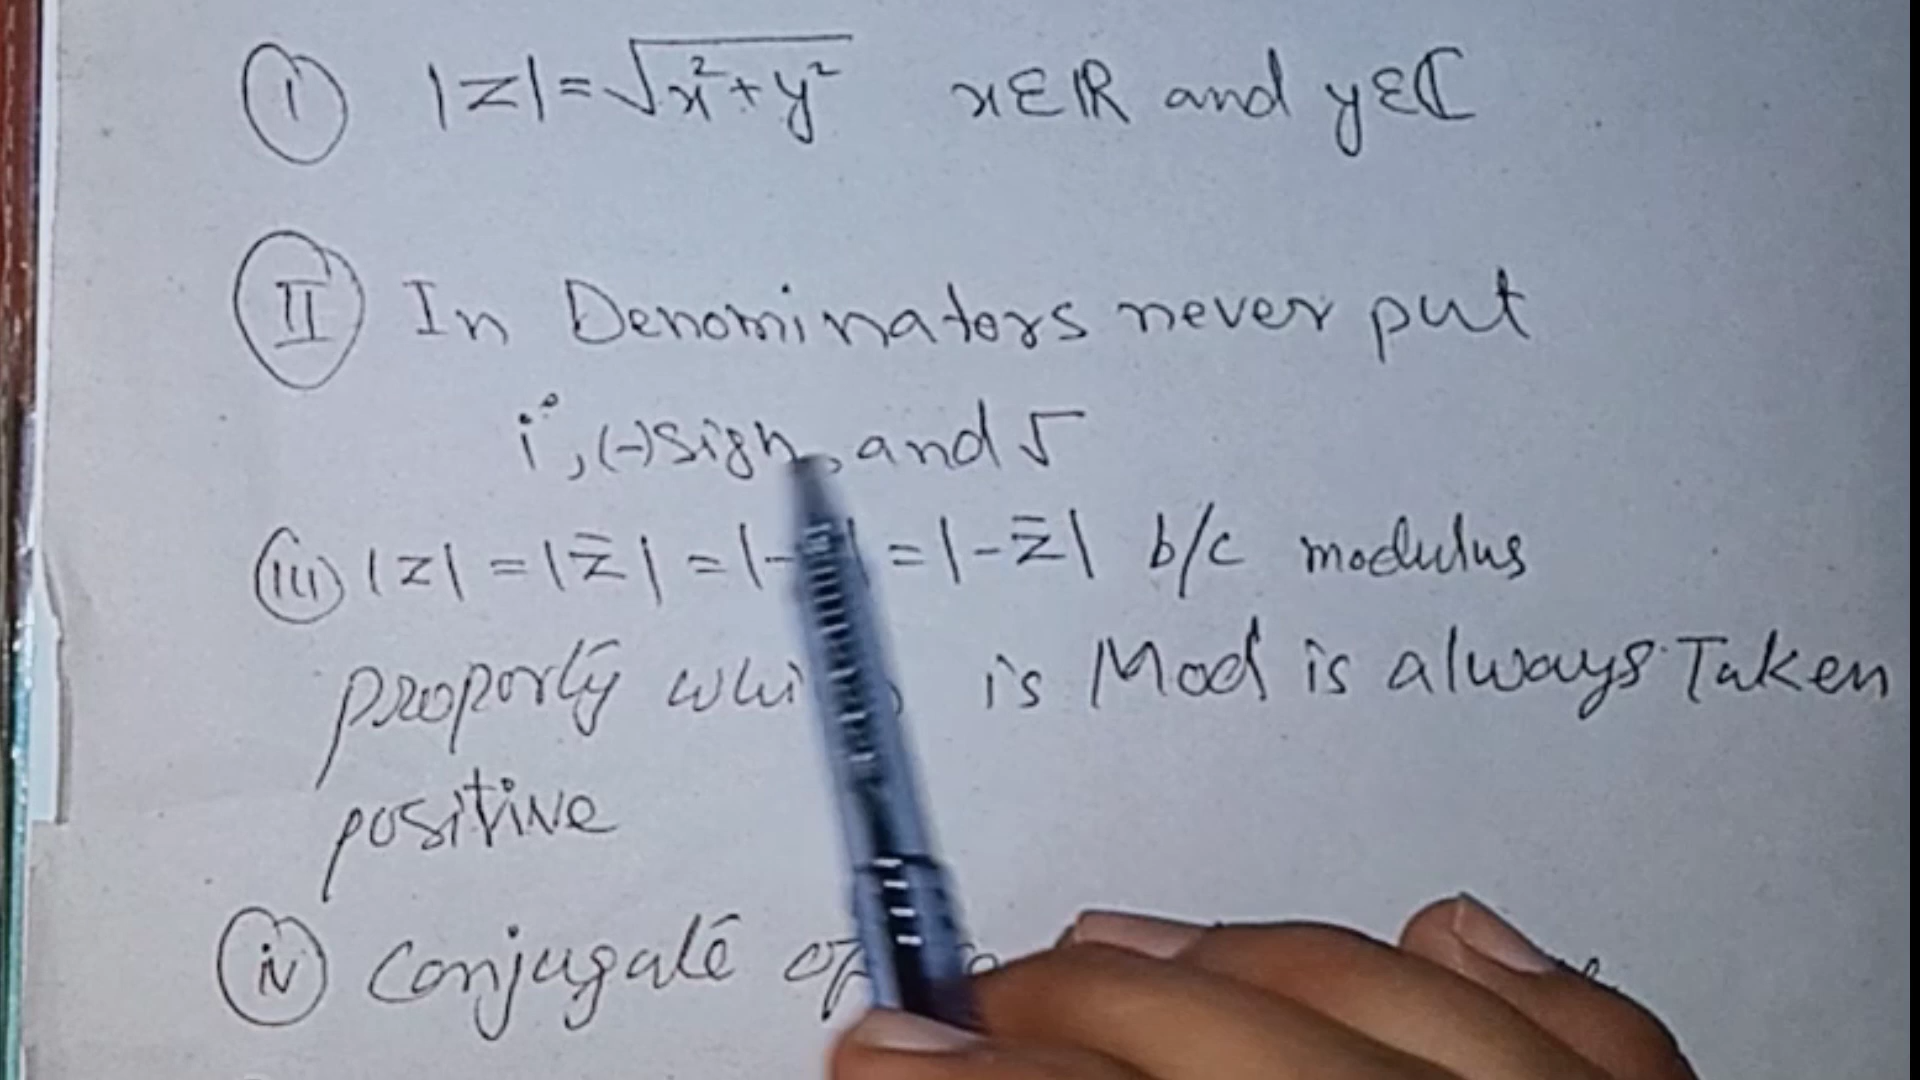 I |Z| = √x²+y² x∈ℝ and y∈ℂ
II In Denominators never put
i, (-)sign, and √
(iii) |z| = |z̄| = |- | = |-z̄| b/c modulus
property is Mod is always Taken
positive
iv conjugate of